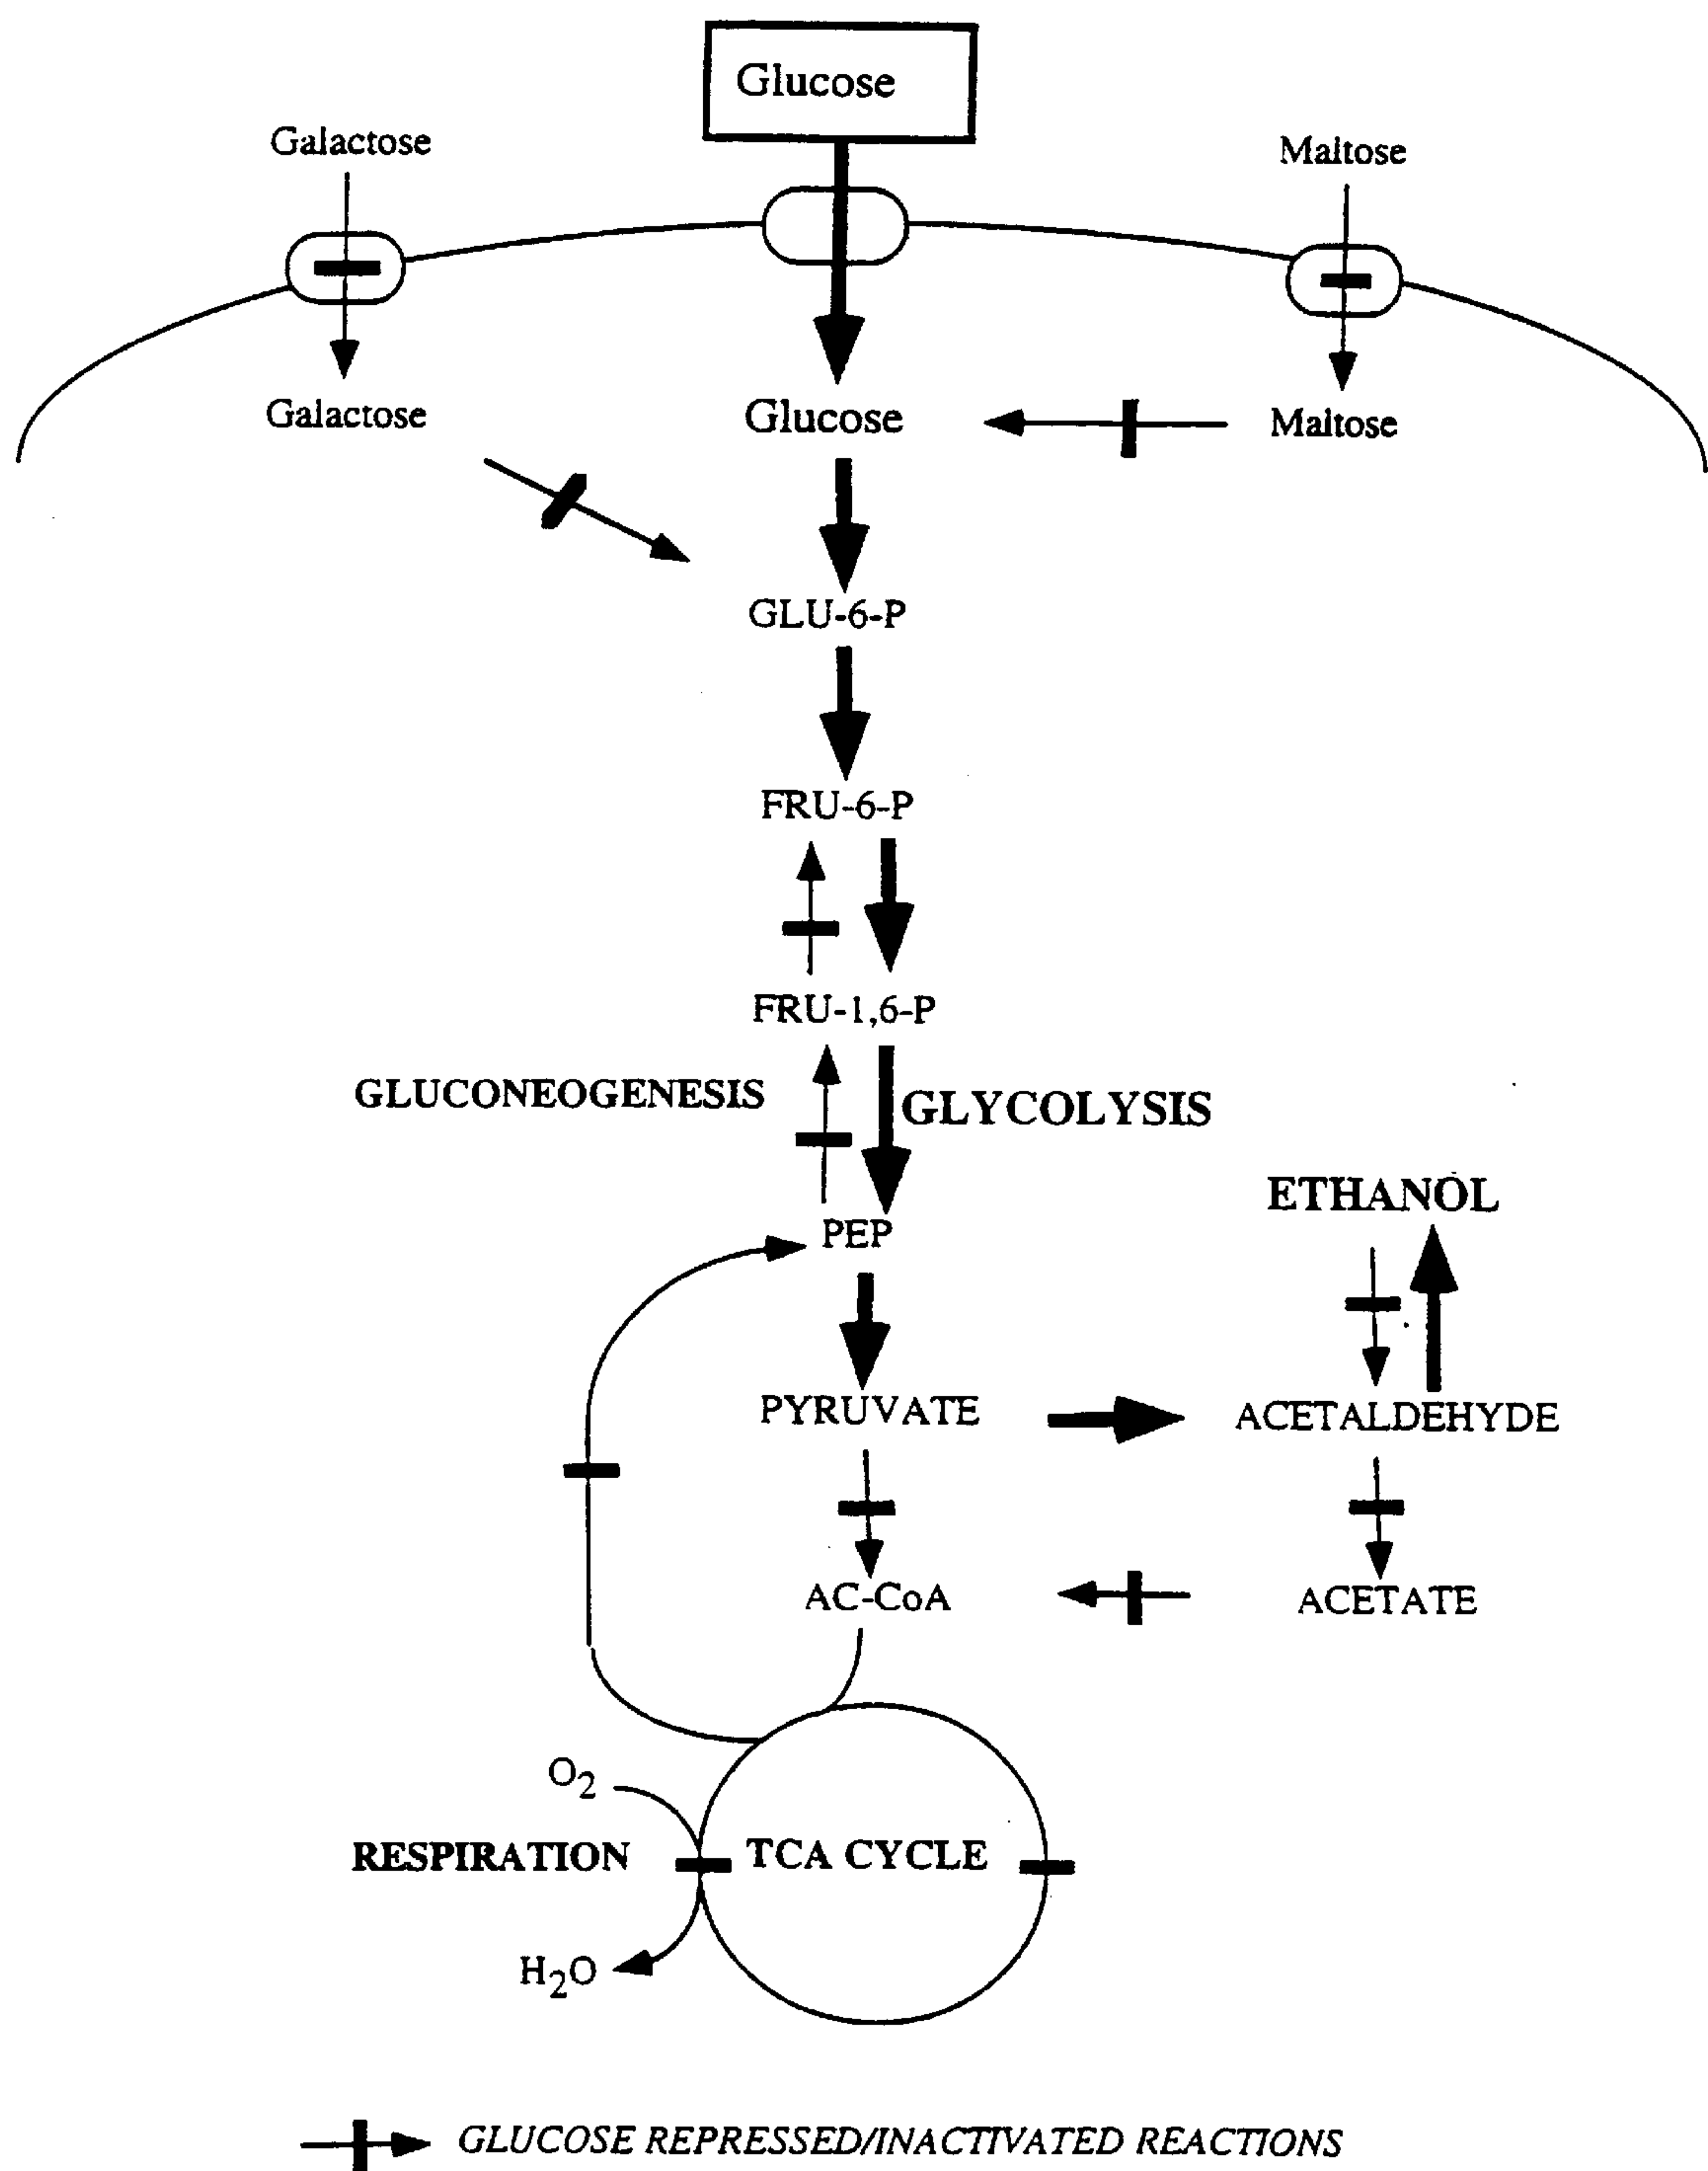 Glucose
Galactose
Maltose
Galactose
Glucose
Maltose
GLU-6-P
FRU-6-P
FRU-1,6-P
GLUCONEOGENESIS
GLYCOLYSIS
ETHANOL
PEP
PYRUVATE
ACETALDEHYDE
AC-CoA
ACETATE
O2
RESPIRATION
TCA CYCLE
H2O
GLUCOSE REPRESSED/INACTIVATED REACTIONS